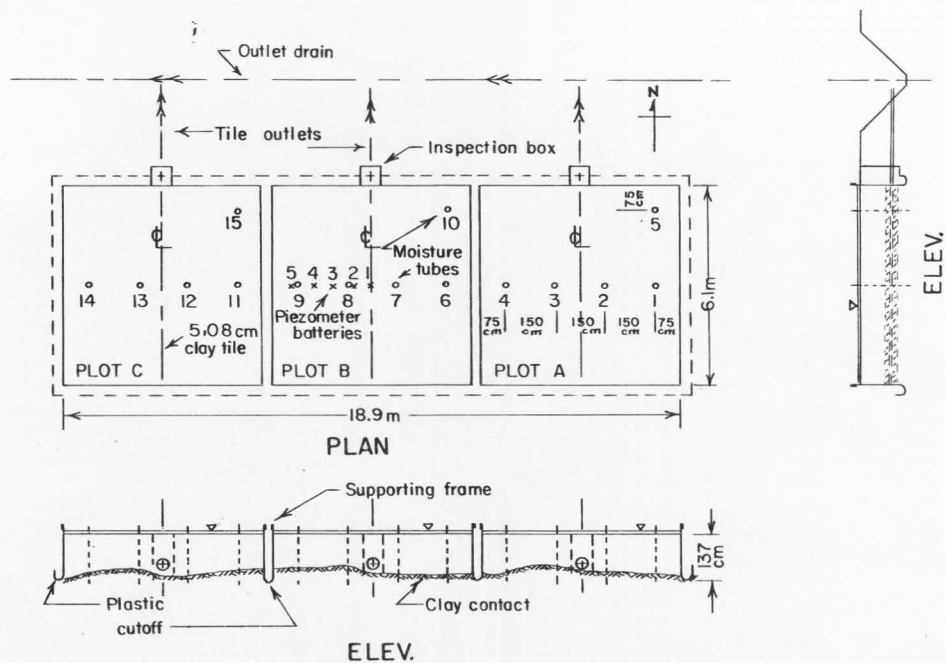 Outlet drain
N
Tile outlets
Inspection box
75
cm
15
10
5
℄
℄
℄
Moisture
tubes
5 4 3 2 1
14 13 12 11
9 8 7 6
4 3 2 1
Piezometer
batteries
5,08 cm
clay tile
75
cm
150
cm
150
cm
150
cm
75
cm
PLOT C
PLOT B
PLOT A
6.1m
18.9 m
PLAN
ELEV.
Supporting frame
137
cm
Plastic
cutoff
Clay contact
ELEV.